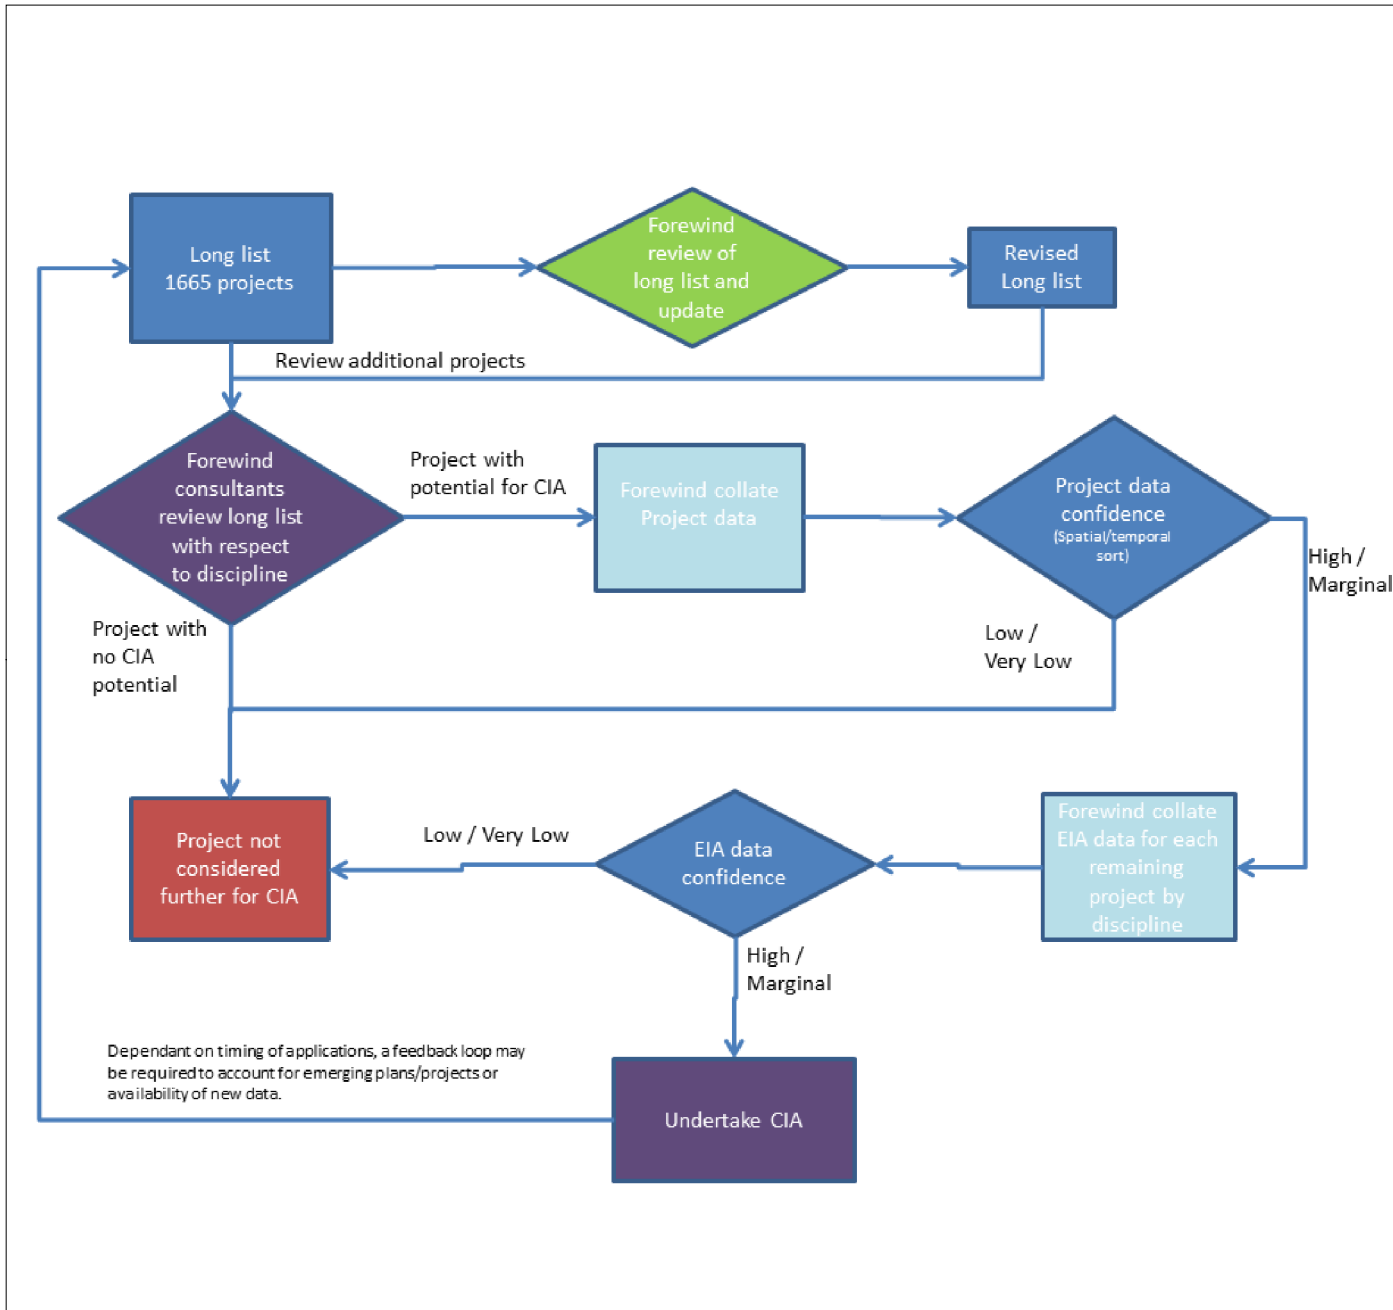 Long list
1665 projects
Forewind
review of
long list and
update
Revised
Long list
Review additional projects
Forewind
consultants
review long list
with respect
to discipline
Project with
potential for CIA
Forewind collate
Project data
Project data
confidence
(Spatial/temporal
sort)
High /
Marginal
Project with
no CIA
potential
Low /
Very Low
Project not
considered
further for CIA
Low / Very Low
EIA data
confidence
Forewind collate
EIA data for each
remaining
project by
discipline
High /
Marginal
Dependant on timing of applications, a feedback loop may
be required to account for emerging plans/projects or
availability of new data.
Undertake CIA